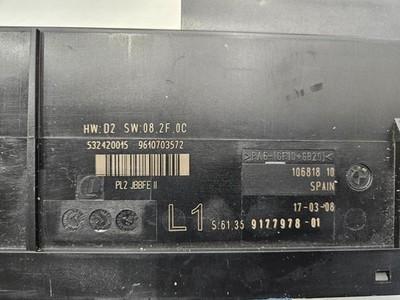 HW:D2 SW:08.2F.0C
532420015 9610703572
>PA6-(GF10+GB20)<
PL2 JBBFE II
106818 10
SPAIN
17-03-08
L1 S:61.35 9177978-01